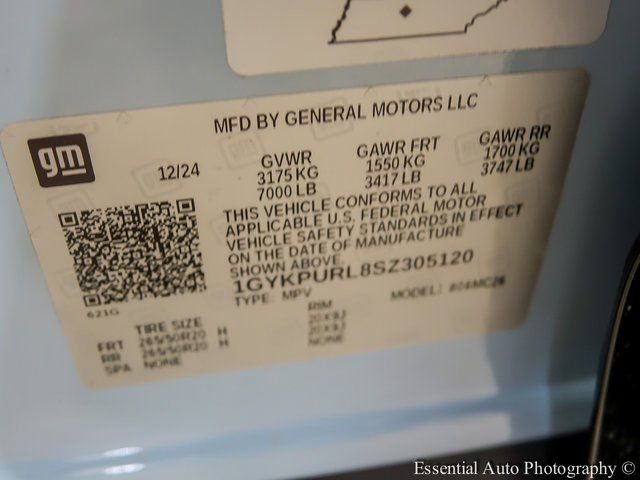 MFD BY GENERAL MOTORS LLC
gm
12/24
GVWR
3175 KG
7000 LB
GAWR FRT
1550 KG
3417 LB
GAWR RR
1700 KG
3747 LB
THIS VEHICLE CONFORMS TO ALL
APPLICABLE U.S. FEDERAL MOTOR
VEHICLE SAFETY STANDARDS IN EFFECT
ON THE DATE OF MANUFACTURE
SHOWN ABOVE.
1GYKPURL8SZ305120
TYPE: MPV
MODEL:
621G
TIRE SIZE
RIM
FRT 265/50R20 H 20X9J
RR 265/50R20 H 20X9J
SPA NONE NONE
Essential Auto Photography ©